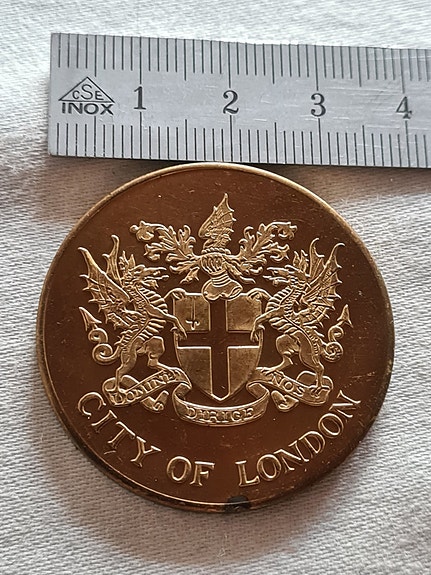 CSE
INOX
1 2 3 4
DOMINE DIRIGE NOS
CITY OF LONDON